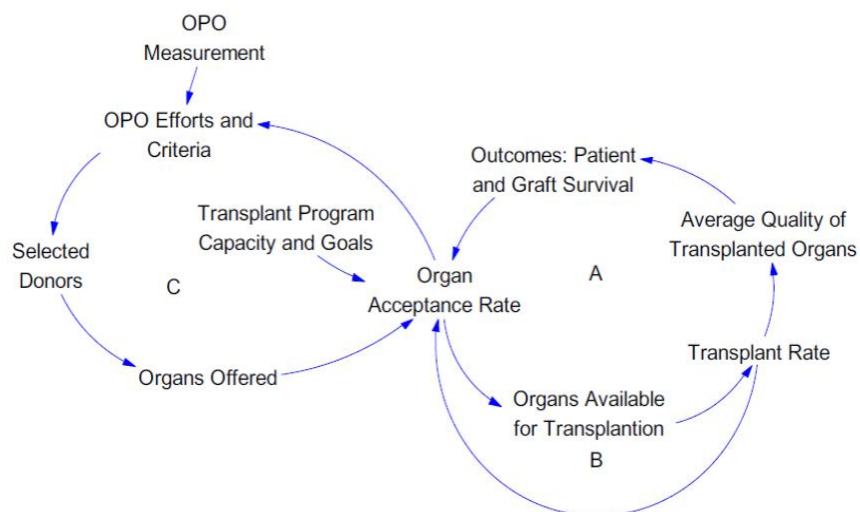 OPO
Measurement
OPO Efforts and
Criteria
Outcomes: Patient
and Graft Survival
Transplant Program
Capacity and Goals
Average Quality of
Transplanted Organs
Selected
Donors
C
Organ
Acceptance Rate
A
Transplant Rate
Organs Offered
Organs Available
for Transplantion
B